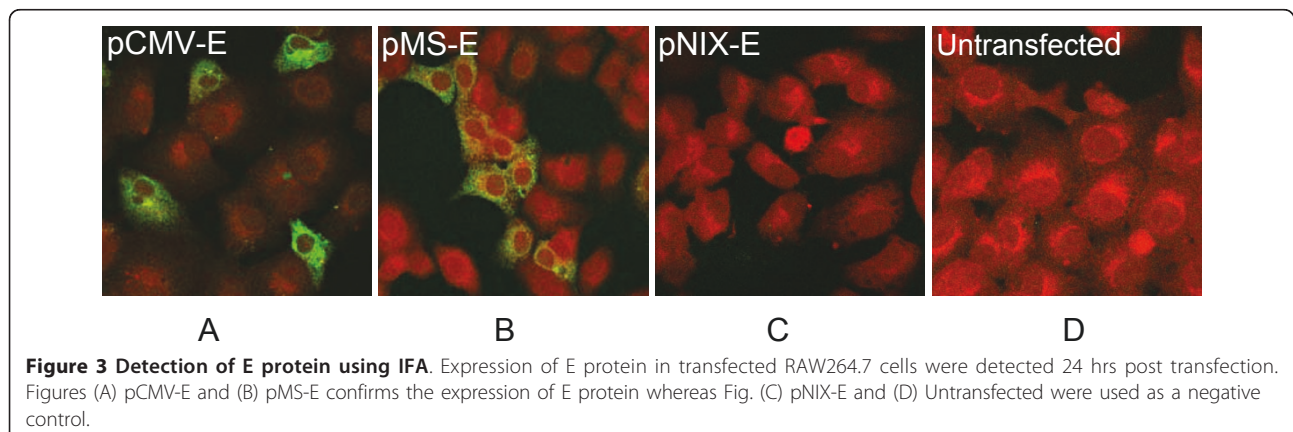 pCMV-E
pMS-E
pNIX-E
Untransfected
A
B
C
D
Figure 3 Detection of E protein using IFA. Expression of E protein in transfected RAW264.7 cells were detected 24 hrs post transfection.
Figures (A) pCMV-E and (B) pMS-E confirms the expression of E protein whereas Fig. (C) pNIX-E and (D) Untransfected were used as a negative
control.